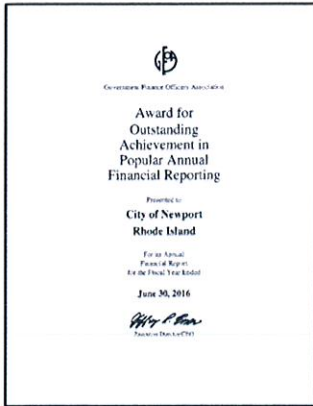 Government Finance Officers Association
Award for
Outstanding
Achievement in
Popular Annual
Financial Reporting
Presented to
City of Newport
Rhode Island
For its Annual
Financial Report
for the Fiscal Year Ended
June 30, 2016
Executive Director/CEO